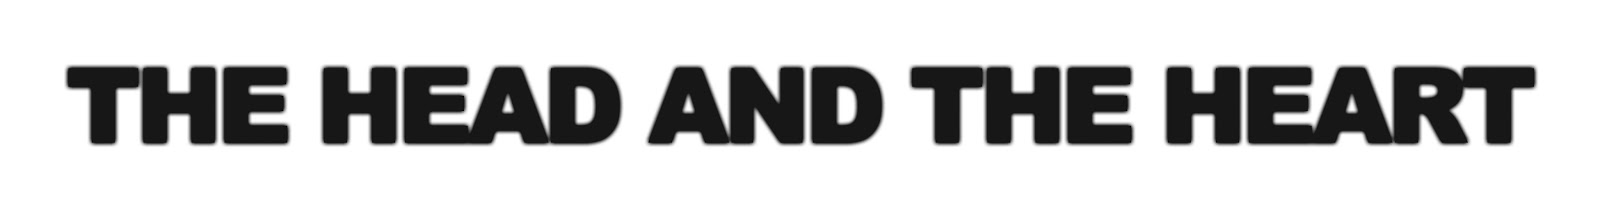 THE HEAD AND THE HEART